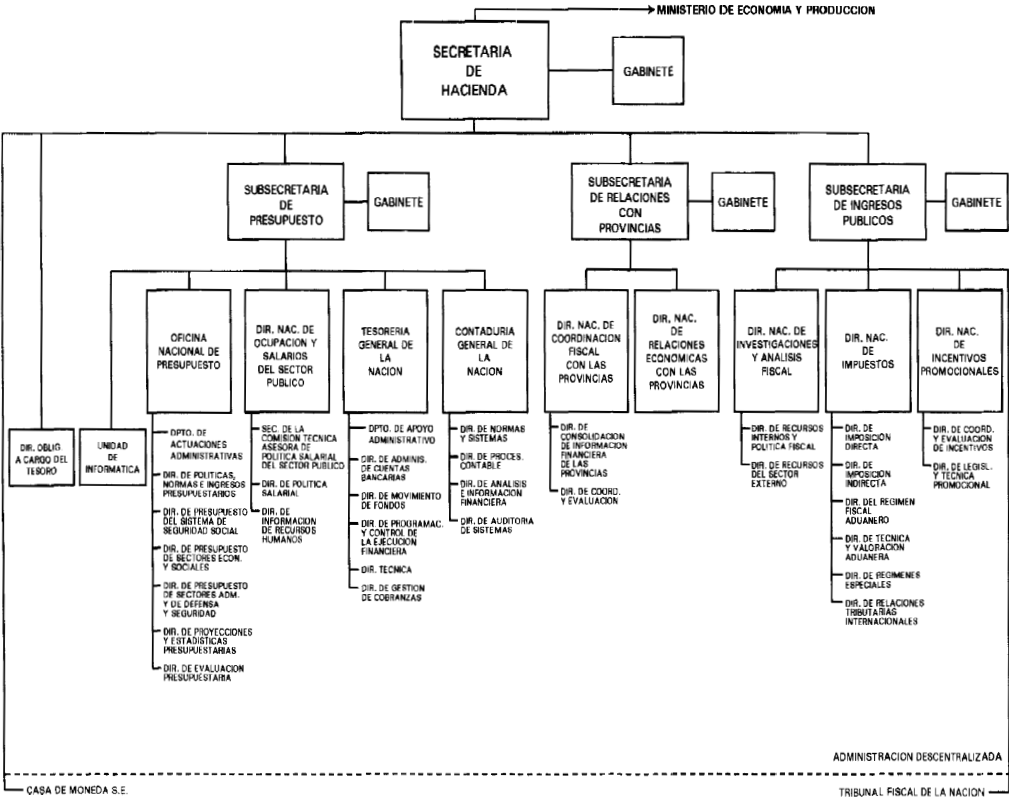 MINISTERIO DE ECONOMIA Y PRODUCCION
SECRETARIA
DE
HACIENDA
GABINETE
SUBSECRETARIA
DE
PRESUPUESTO
GABINETE
SUBSECRETARIA
DE RELACIONES
CON
PROVINCIAS
GABINETE
SUBSECRETARIA
DE INGRESOS
PUBLICOS
GABINETE
DIR. OBLIG.
A CARGO DEL
TESORO
UNIDAD
DE
INFORMATICA
OFICINA
NACIONAL DE
PRESUPUESTO
DPTO. DE
ACTUACIONES
ADMINISTRATIVAS
DIR. DE POLITICAS,
NORMAS E INGRESOS
PRESUPUESTARIOS
DIR. DE PRESUPUESTO
DEL SISTEMA DE
SEGURIDAD SOCIAL
DIR. DE PRESUPUESTO
DE SECTORES ECON.
Y SOCIALES
DIR. DE PRESUPUESTO
DE SECTORES ADM.
Y DE DEFENSA
Y SEGURIDAD
DIR. DE PROYECCIONES
Y ESTADISTICAS
PRESUPUESTARIAS
DIR. DE EVALUACION
PRESUPUESTARIA
DIR. NAC. DE
OCUPACION Y
SALARIOS
DEL SECTOR
PUBLICO
SEC. DE LA
COMISION TECNICA
ASESORA DE
POLITICA SALARIAL
DEL SECTOR PUBLICO
DIR. DE POLITICA
SALARIAL
DIR. DE
INFORMACION
DE RECURSOS
HUMANOS
TESORERIA
GENERAL DE
LA
NACION
DPTO. DE APOYO
ADMINISTRATIVO
DIR. DE ADMINIS.
DE CUENTAS
BANCARIAS
DIR. DE MOVIMIENTO
DE FONDOS
DIR. DE PROGRAMAC.
Y CONTROL DE
LA EJECUCION
FINANCIERA
DIR. TECNICA
DIR. DE GESTION
DE COBRANZAS
CONTADURIA
GENERAL DE
LA
NACION
DIR. DE NORMAS
Y SISTEMAS
DIR. DE PROCES.
CONTABLE
DIR. DE ANALISIS
E INFORMACION
FINANCIERA
DIR. DE AUDITORIA
DE SISTEMAS
DIR. NAC. DE
COORDINACION
FISCAL
CON LAS
PROVINCIAS
DIR. DE
CONSOLIDACION
DE INFORMACION
FINANCIERA
DE LAS
PROVINCIAS
DIR. DE COORD.
Y EVALUACION
DIR. NAC.
DE
RELACIONES
ECONOMICAS
CON LAS
PROVINCIAS
DIR. NAC. DE
INVESTIGACIONES
Y ANALISIS
FISCAL
DIR. DE RECURSOS
INTERNOS Y
POLITICA FISCAL
DIR. DE RECURSOS
DEL SECTOR
EXTERNO
DIR. NAC.
DE
IMPUESTOS
DIR. DE
IMPOSICION
DIRECTA
DIR. DE
IMPOSICION
INDIRECTA
DIR. DEL REGIMEN
FISCAL
ADUANERO
DIR. DE TECNICA
Y VALORACION
ADUANERA
DIR. DE REGIMENES
ESPECIALES
DIR. DE RELACIONES
TRIBUTARIAS
INTERNACIONALES
DIR. NAC.
DE
INCENTIVOS
PROMOCIONALES
DIR. DE COORD.
Y EVALUACION
DE INCENTIVOS
DIR. DE LEGISL.
Y TECNICA
PROMOCIONAL
ADMINISTRACION DESCENTRALIZADA
CASA DE MONEDA S.E.
TRIBUNAL FISCAL DE LA NACION